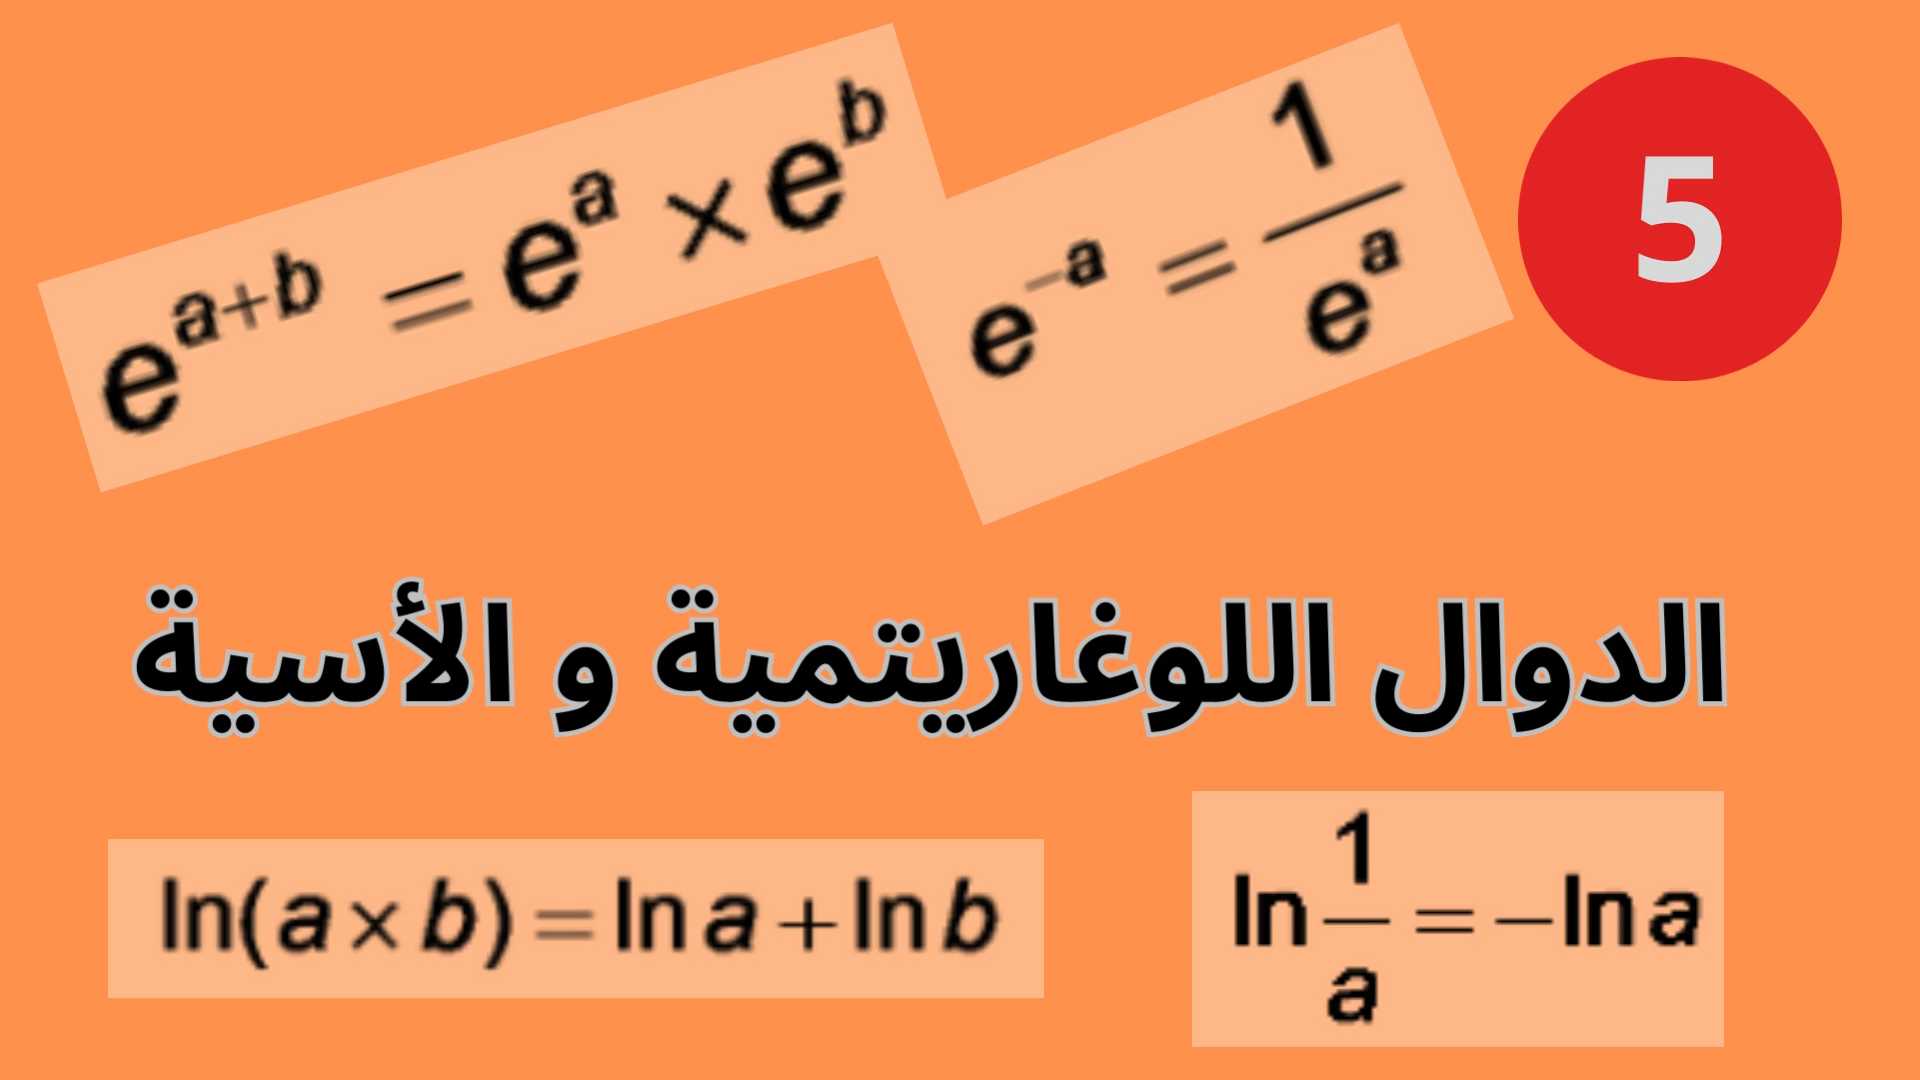 e^{a+b} = e^a × e^b
e^{-a} = 1/e^a
5
الدوال اللوغاريتمية و الأسية
ln(a × b) = ln a + ln b
ln 1/a = −ln a